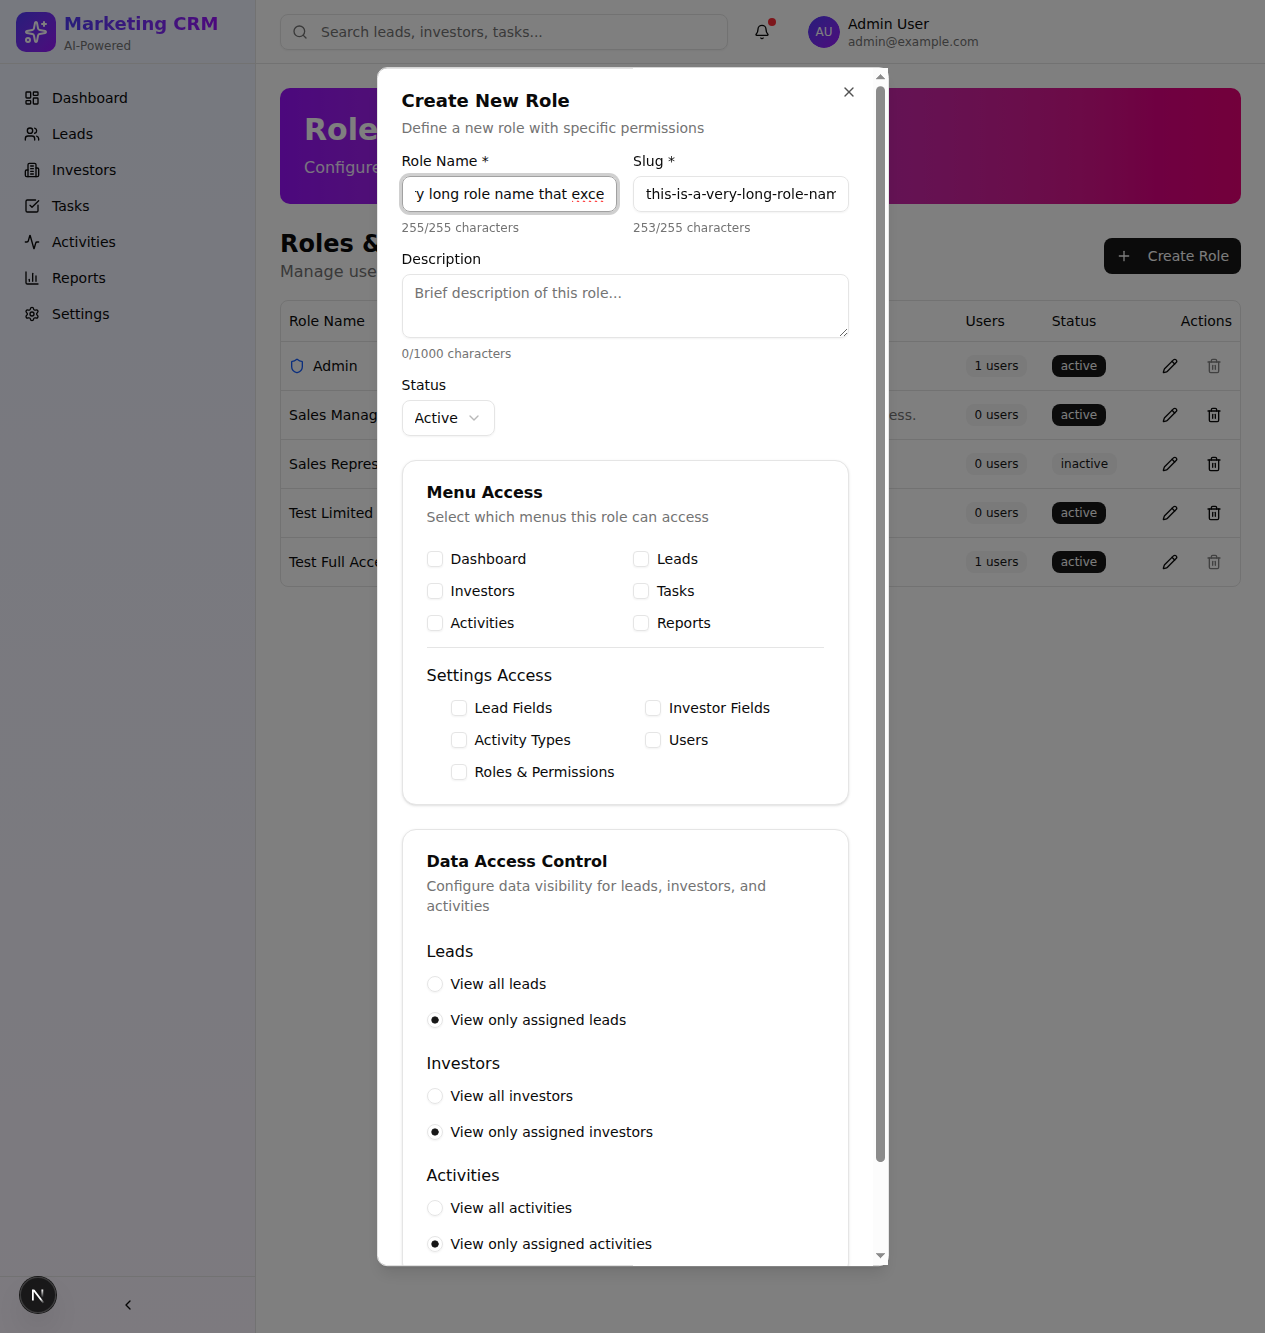 Marketing CRM
AI-Powered
Search leads, investors, tasks...
AU
Admin User
admin@example.com
Dashboard
Leads
Investors
Tasks
Activities
Reports
Settings
Role
Configure
Roles &
Manage use
Create Role
Role Name
Users
Status
Actions
Admin
1 users
active
Sales Manag
ess.
0 users
active
Sales Repres
0 users
inactive
Test Limited
0 users
active
Test Full Acce
1 users
active
Create New Role
Define a new role with specific permissions
Role Name *
Slug *
y long role name that exce
this-is-a-very-long-role-nam
255/255 characters
253/255 characters
Description
Brief description of this role...
0/1000 characters
Status
Active
Menu Access
Select which menus this role can access
Dashboard
Leads
Investors
Tasks
Activities
Reports
Settings Access
Lead Fields
Investor Fields
Activity Types
Users
Roles & Permissions
Data Access Control
Configure data visibility for leads, investors, and
activities
Leads
View all leads
View only assigned leads
Investors
View all investors
View only assigned investors
Activities
View all activities
View only assigned activities
N